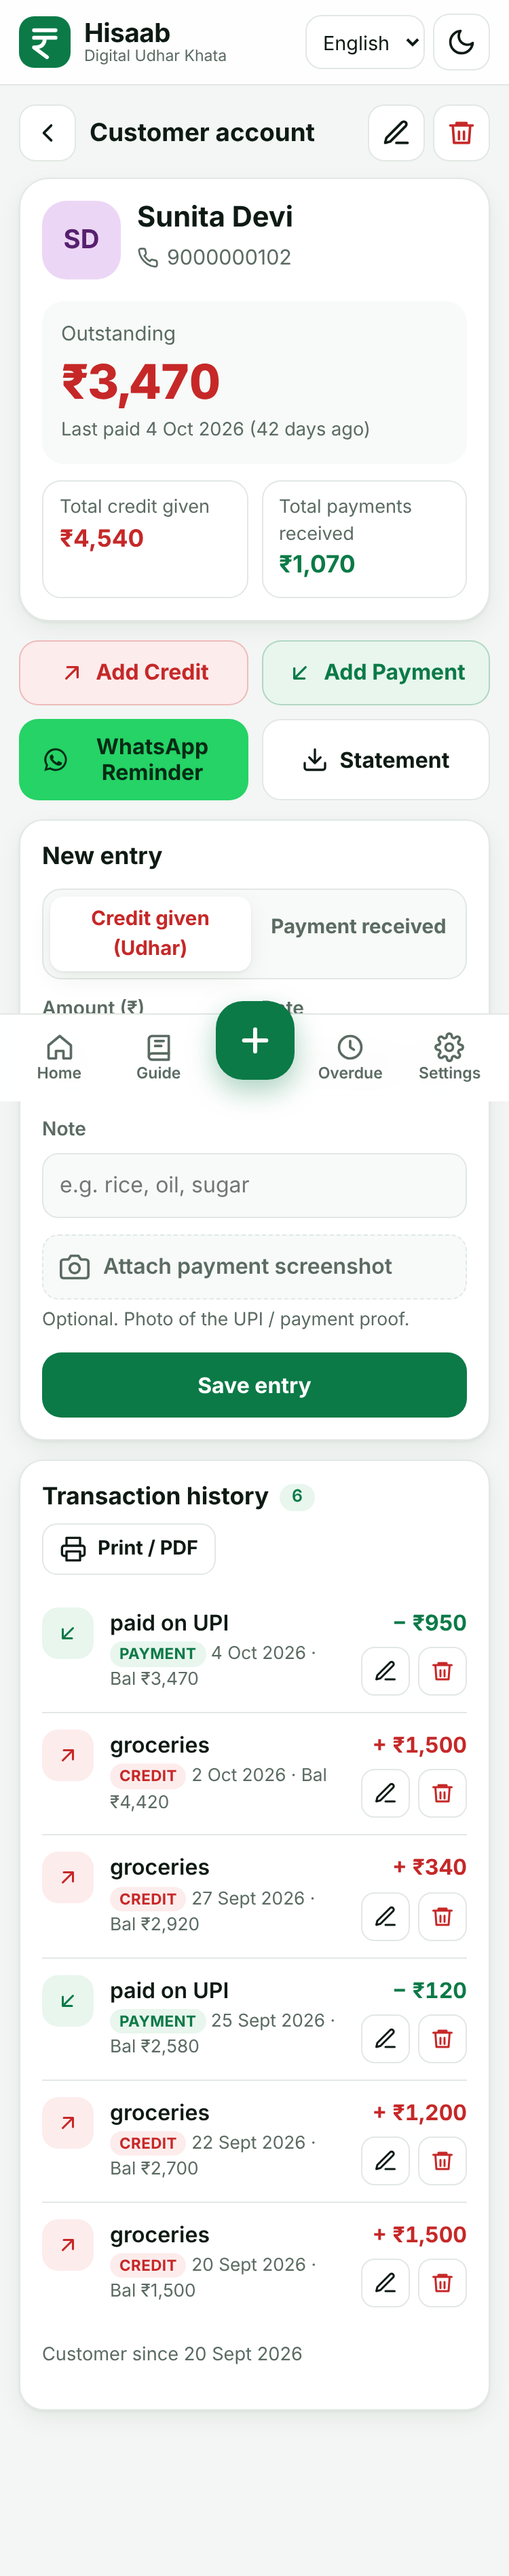 Hisaab
Digital Udhar Khata
English
Customer account
SD
Sunita Devi
9000000102
Outstanding
₹3,470
Last paid 4 Oct 2026 (42 days ago)
Total credit given
₹4,540
Total payments
received
₹1,070
Add Credit
Add Payment
WhatsApp
Reminder
Statement
New entry
Credit given
(Udhar)
Payment received
Amount (₹)
Home
Guide
Overdue
Settings
Note
e.g. rice, oil, sugar
Attach payment screenshot
Optional. Photo of the UPI / payment proof.
Save entry
Transaction history 6
Print / PDF
paid on UPI
− ₹950
PAYMENT 4 Oct 2026 ·
Bal ₹3,470
groceries
+ ₹1,500
CREDIT 2 Oct 2026 · Bal
₹4,420
groceries
+ ₹340
CREDIT 27 Sept 2026 ·
Bal ₹2,920
paid on UPI
− ₹120
PAYMENT 25 Sept 2026 ·
Bal ₹2,580
groceries
+ ₹1,200
CREDIT 22 Sept 2026 ·
Bal ₹2,700
groceries
+ ₹1,500
CREDIT 20 Sept 2026 ·
Bal ₹1,500
Customer since 20 Sept 2026